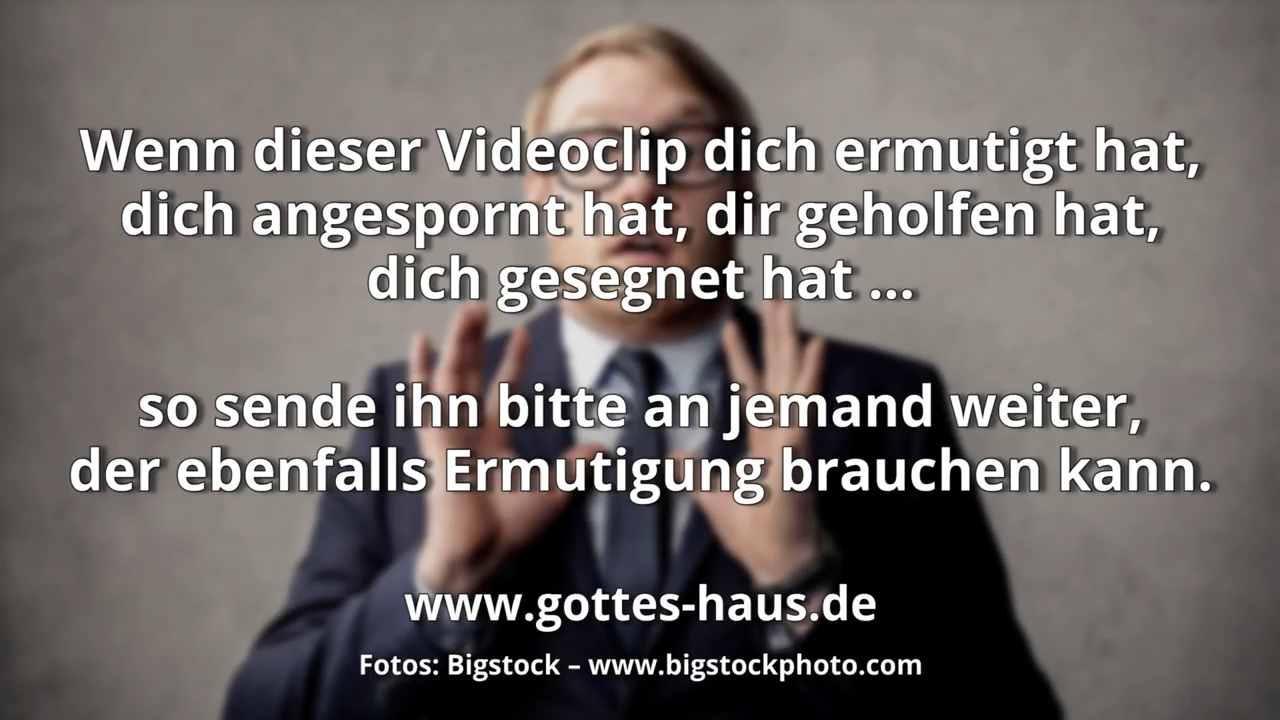 Wenn dieser Videoclip dich ermutigt hat,
dich angespornt hat, dir geholfen hat,
dich gesegnet hat ...
so sende ihn bitte an jemand weiter,
der ebenfalls Ermutigung brauchen kann.
www.gottes-haus.de
Fotos: Bigstock – www.bigstockphoto.com